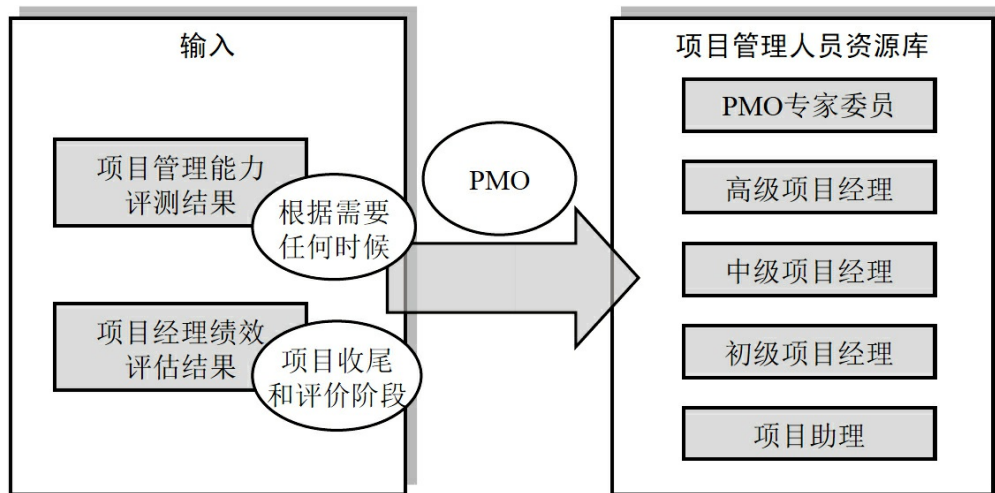 输入
项目管理能力
评测结果
根据需要
任何时候
项目经理绩效
评估结果
项目收尾
和评价阶段
PMO
项目管理人员资源库
PMO专家委员
高级项目经理
中级项目经理
初级项目经理
项目助理